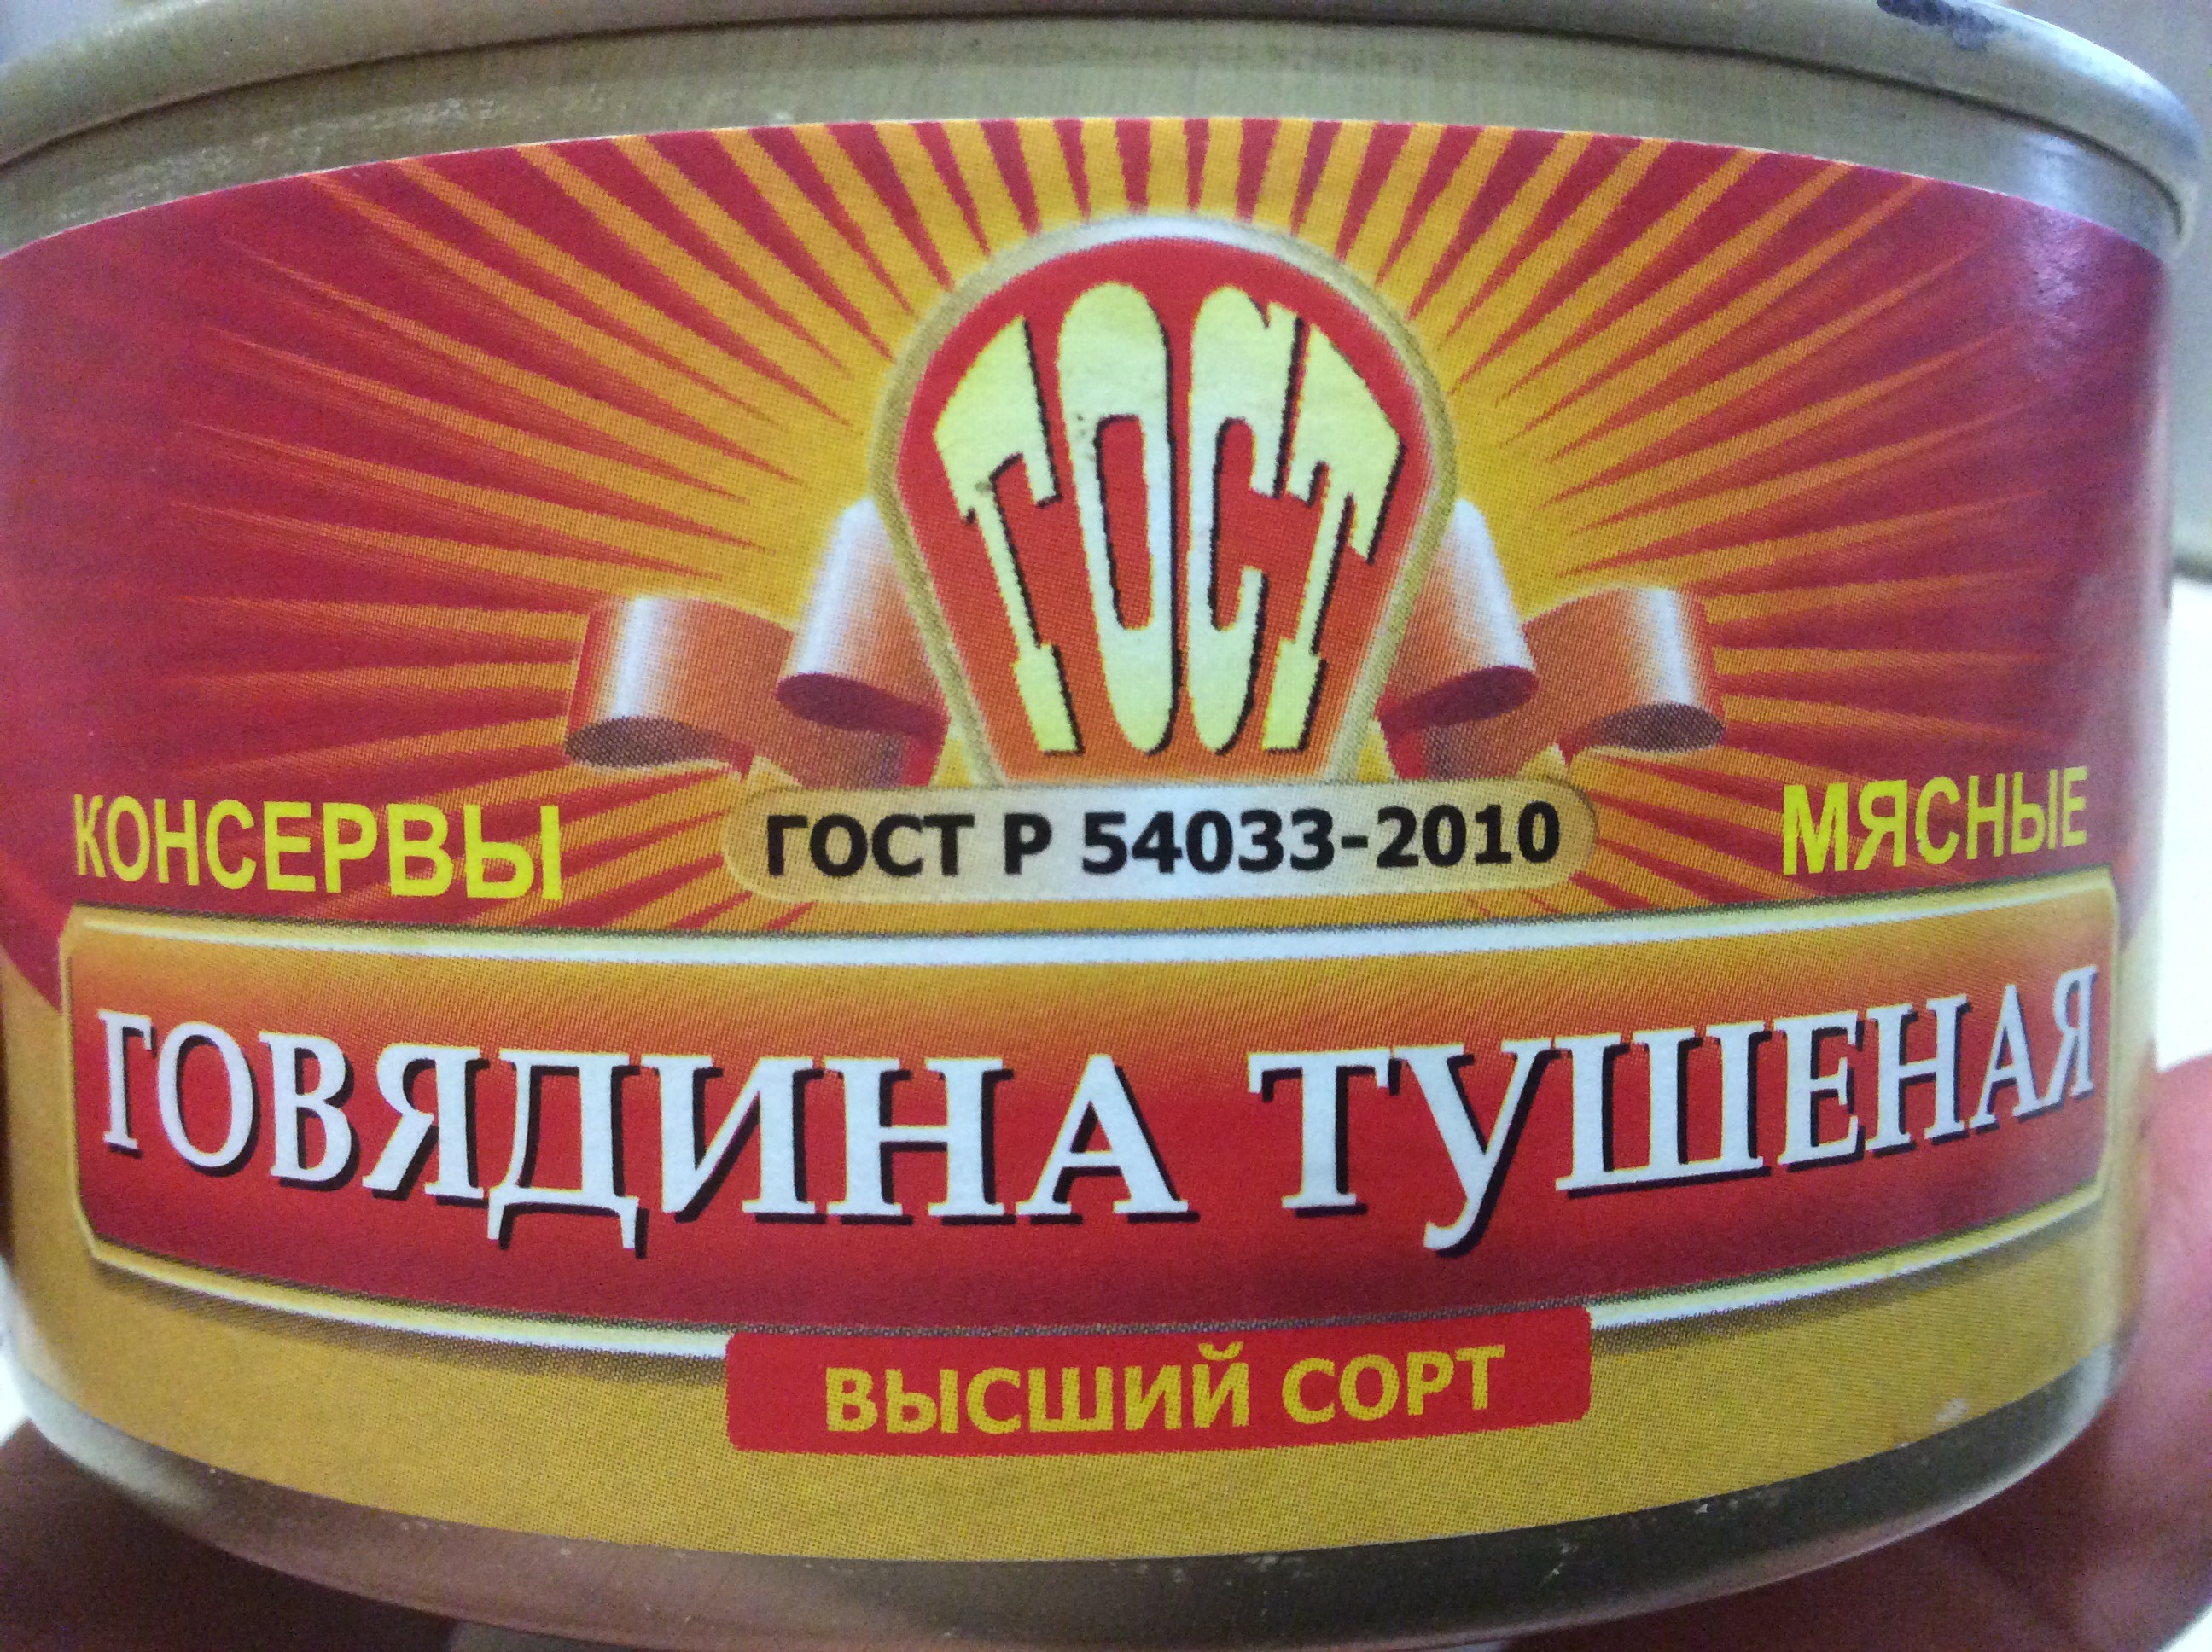 ГОСТ
КОНСЕРВЫ
ГОСТ Р 54033-2010
МЯСНЫЕ
ГОВЯДИНА ТУШЕНАЯ
ВЫСШИЙ СОРТ